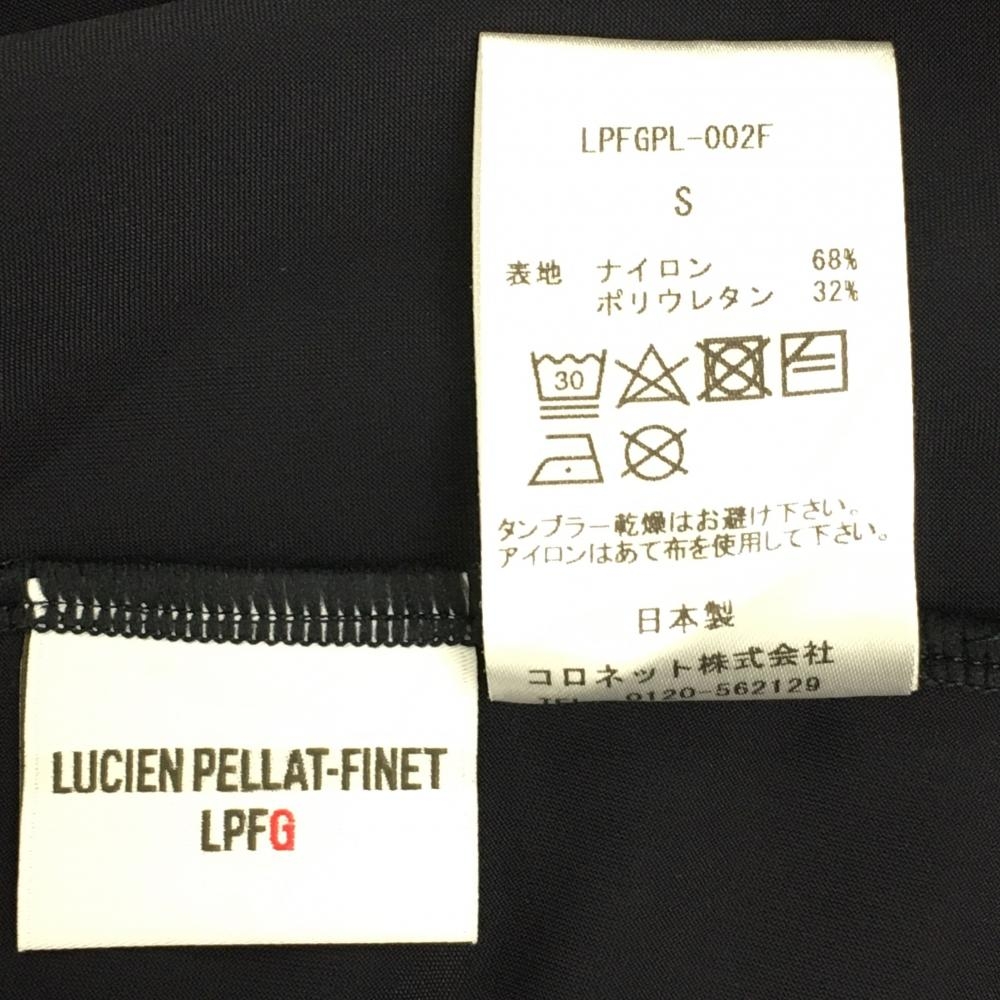 LPFGPL-002F
S
表地 ナイロン 68%
ポリウレタン 32%
30
タンブラー乾燥はお避け下さい。
アイロンはあて布を使用して下さい。
日本製
コロネット株式会社
TEL 0120-562129
LUCIEN PELLAT-FINET
LPFG